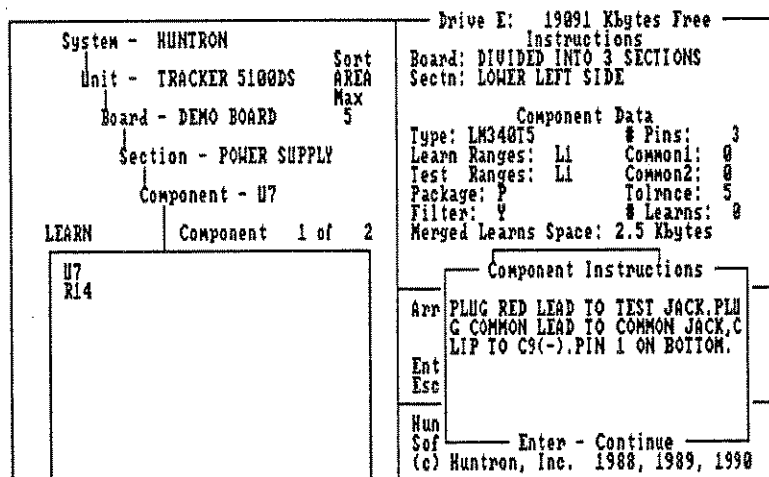 System - HUNTRON
Sort
Unit - TRACKER 5100DS AREA
Max
Board - DEMO BOARD 5
Section - POWER SUPPLY
Component - U7
LEARN Component 1 of 2
U7
R14
Drive E: 19091 Kbytes Free
Instructions
Board: DIVIDED INTO 3 SECTIONS
Sectn: LOWER LEFT SIDE
Component Data
Type: LM340T5 # Pins: 3
Learn Ranges: L1 Common1: 0
Test Ranges: L1 Common2: 0
Package: P Tolrnce: 5
Filter: Y # Learns: 0
Merged Learns Space: 2.5 Kbytes
Component Instructions
Arr PLUG RED LEAD TO TEST JACK.PLU
G COMMON LEAD TO COMMON JACK,C
LIP TO C9(-).PIN 1 ON BOTTOM.
Ent
Esc
Hun
Sof Enter - Continue
(c) Huntron, Inc. 1988, 1989, 1990